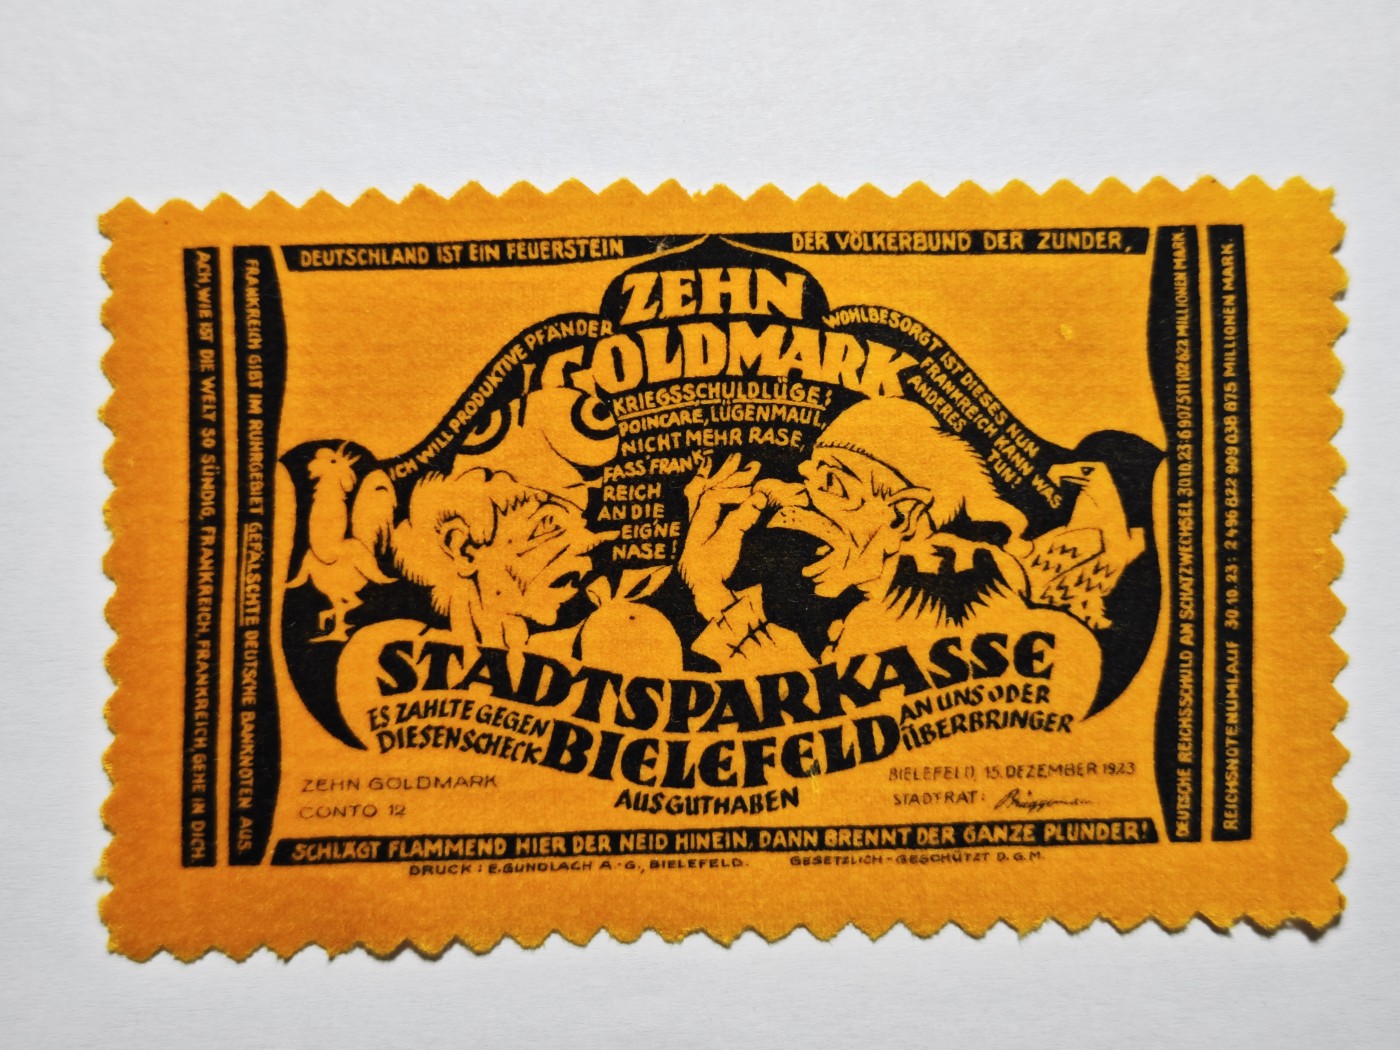 DEUTSCHLAND IST EIN FEUERSTEIN
DER VÖLKERBUND DER ZUNDER,
ACH, WIE IST DIE WELT SO SÜNDIG, FRANKREICH, FRANKREICH, GEHE IN DICH.
FRANKREICH GIBT IM RUHRGEBIET GEFÄLSCHTE DEUTSCHE BANKNOTEN AUS.
ZEHN
GOLDMARK
ICH WILL PRODUKTIVE PFÄNDER
WOHLBESORGT IST DIESES NUN
FRANKREICH KANN WAS
ANDERES
TUN!
KRIEGSSCHULDLÜGE!
POINCARÉ, LÜGENMAUL,
NICHT MEHR RASE,
FASS FRANK-
REICH
AN DIE
EIGNE
NASE!
STADTSPARKASSE
BIELEFELD
ES ZAHLTE GEGEN
DIESEN SCHECK
AN UNS ODER
ÜBERBRINGER
AUS GUTHABEN
ZEHN GOLDMARK
CONTO 12
BIELEFELD, 15. DEZEMBER 1923
STADTRAT: Brüggemann
SCHLÄGT FLAMMEND HIER DER NEID HINEIN, DANN BRENNT DER GANZE PLUNDER!
DRUCK: E. GUNDLACH A.-G., BIELEFELD.
GESETZLICH-GESCHÜTZT D.G.M.
DEUTSCHE REICHSSCHULD AN SCHATZWECHSEL 30.10.23: 6 907 511 102 622 MILLIONEN MARK.
REICHSNOTENUMLAUF 30.10.23: 2 496 822 909 038 875 MILLIONEN MARK.